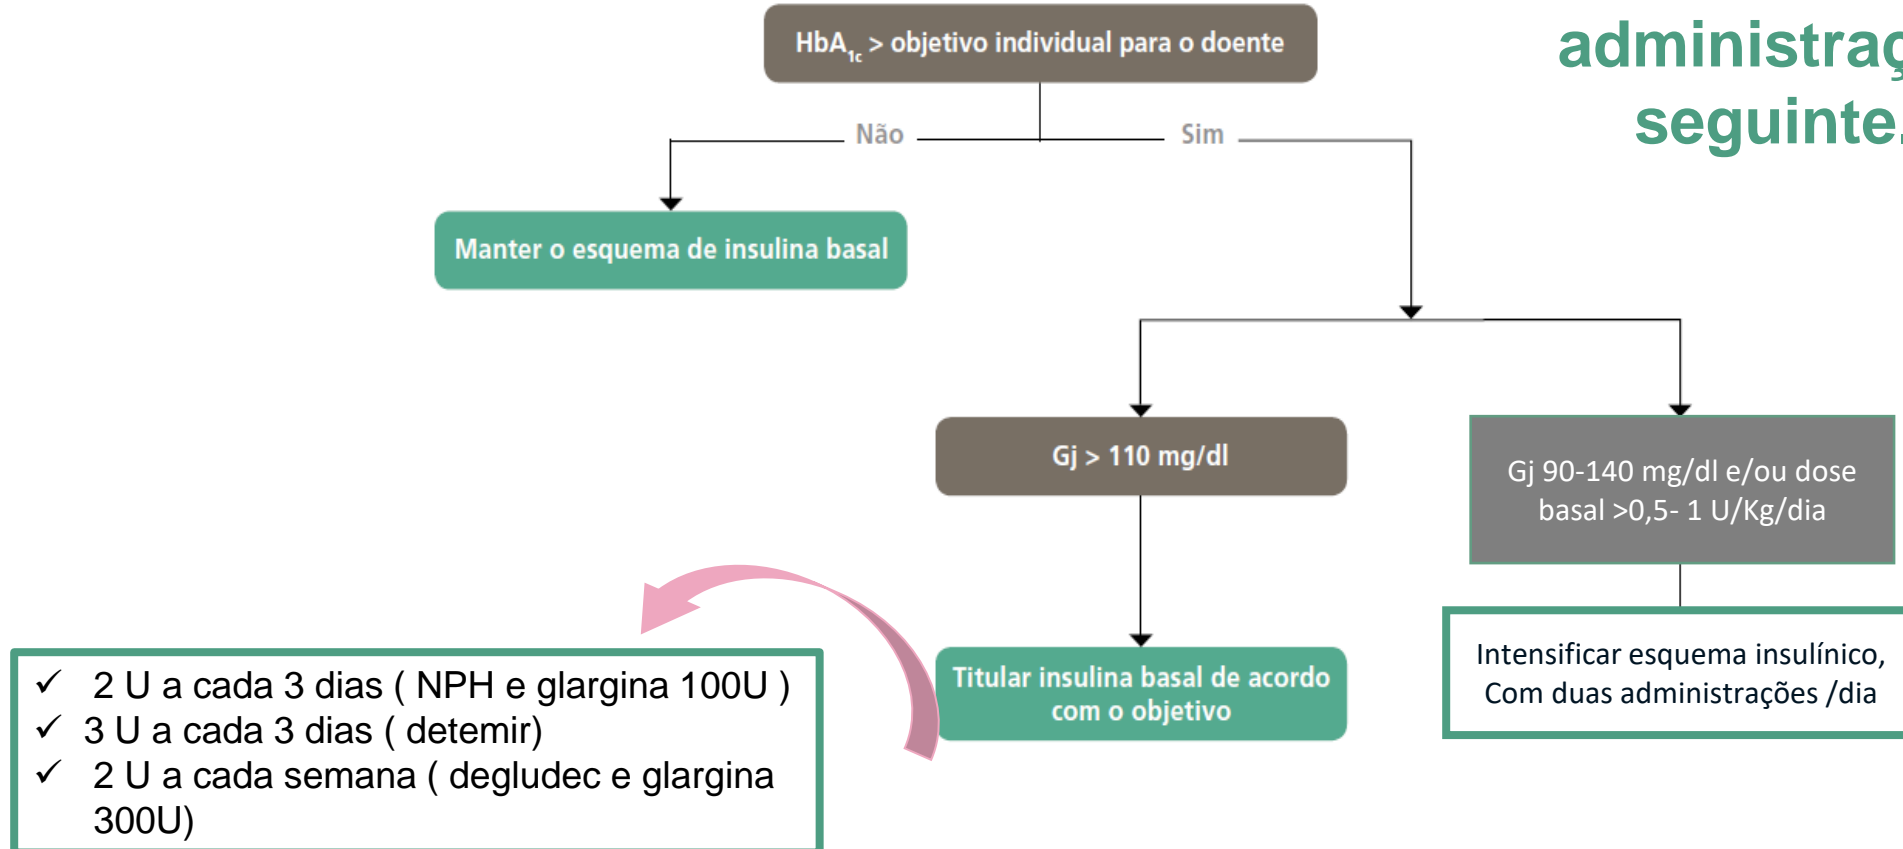 administraç
seguinte.
HbA1c > objetivo individual para o doente
Não
Sim
Manter o esquema de insulina basal
Gj > 110 mg/dl
Gj 90-140 mg/dl e/ou dose
basal >0,5- 1 U/Kg/dia
Titular insulina basal de acordo
com o objetivo
Intensificar esquema insulínico,
Com duas administrações /dia
✓ 2 U a cada 3 dias ( NPH e glargina 100U )
✓ 3 U a cada 3 dias ( detemir)
✓ 2 U a cada semana ( degludec e glargina
300U)